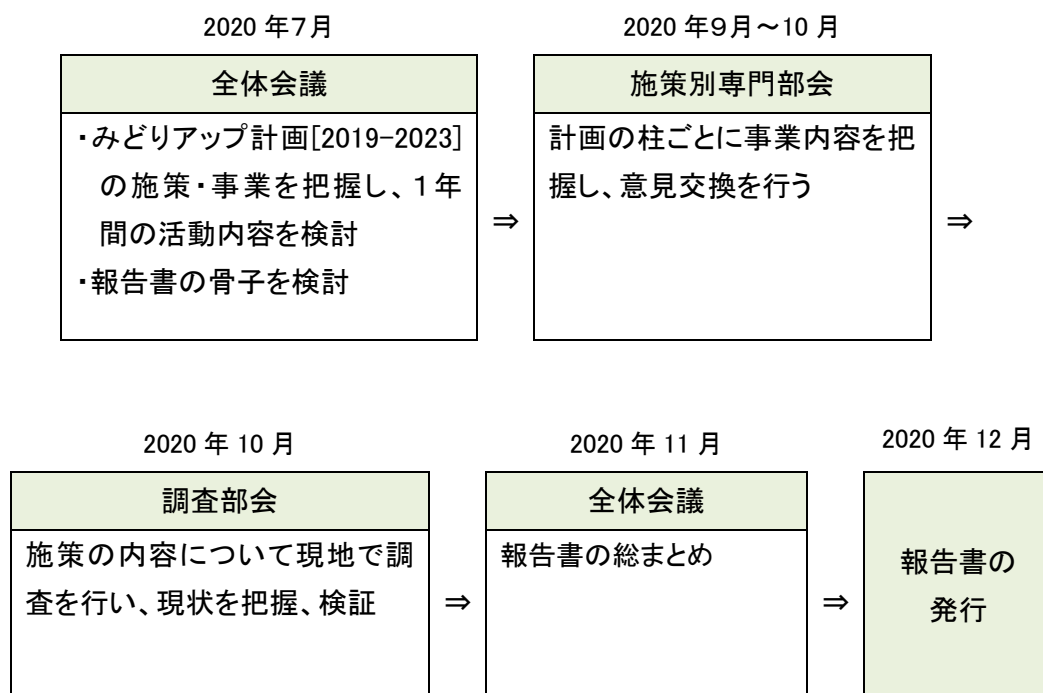 2020 年７月
全体会議
・みどりアップ計画[2019-2023]
の施策・事業を把握し、１年
間の活動内容を検討
・報告書の骨子を検討
⇒
2020 年９月～10 月
施策別専門部会
計画の柱ごとに事業内容を把
握し、意見交換を行う
⇒
2020 年 10 月
調査部会
施策の内容について現地で調
査を行い、現状を把握、検証
⇒
2020 年 11 月
全体会議
報告書の総まとめ
⇒
2020 年 12 月
報告書の
発行